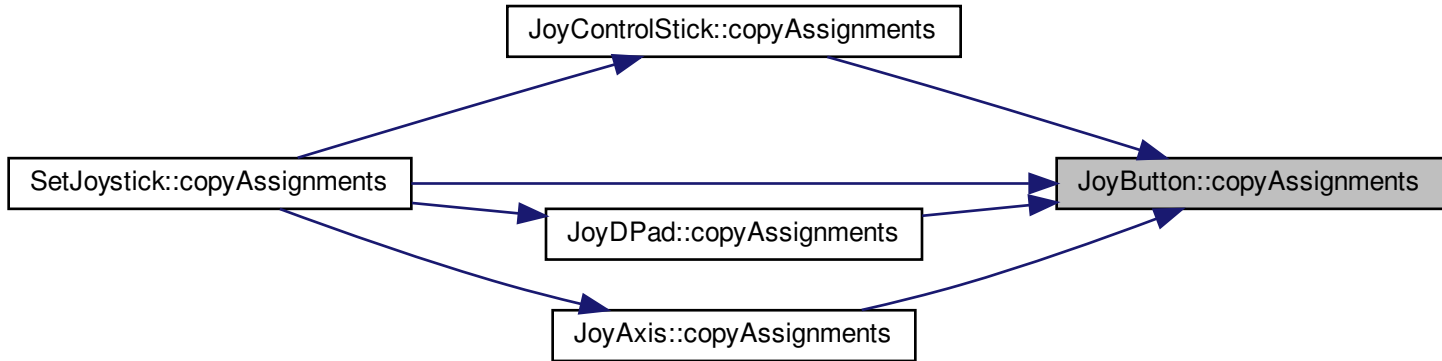 JoyControlStick::copyAssignments
SetJoystick::copyAssignments
JoyButton::copyAssignments
JoyDPad::copyAssignments
JoyAxis::copyAssignments